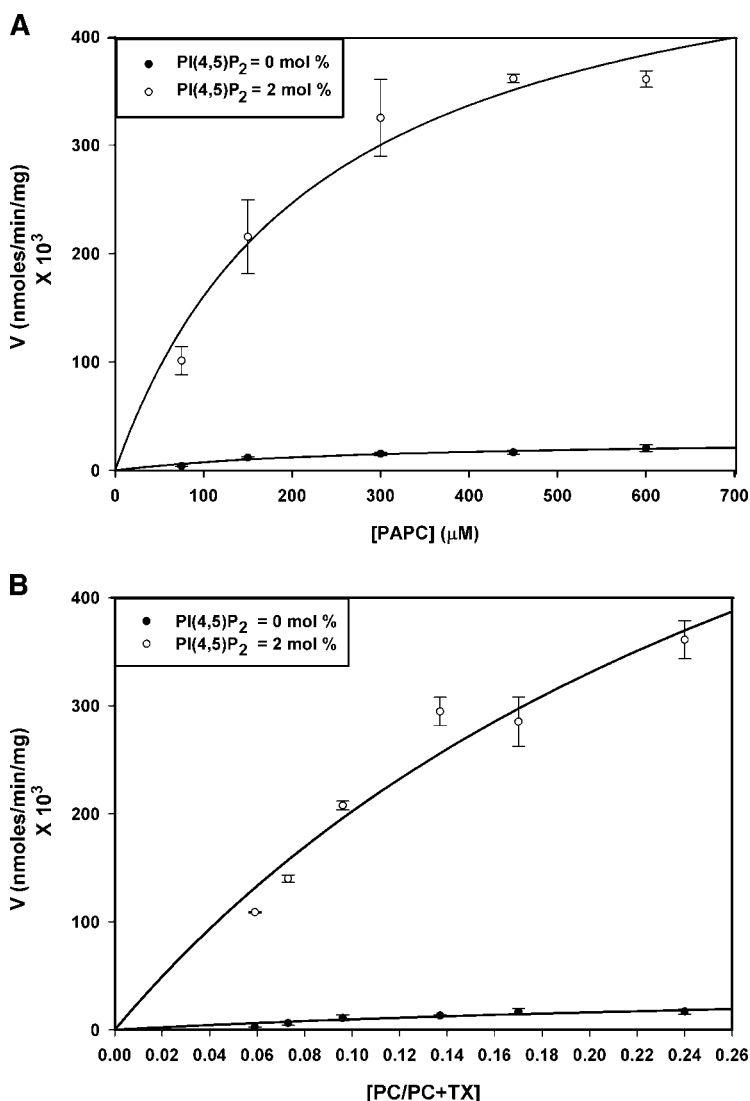 A
PI(4,5)P2 = 0 mol %
PI(4,5)P2 = 2 mol %
V (nmoles/min/mg)
X 10^3
400
300
200
100
0
0 100 200 300 400 500 600 700
[PAPC] (μM)
B
PI(4,5)P2 = 0 mol %
PI(4,5)P2 = 2 mol %
V (nmoles/min/mg)
X 10^3
400
300
200
100
0
0.00 0.02 0.04 0.06 0.08 0.10 0.12 0.14 0.16 0.18 0.20 0.22 0.24 0.26
[PC/PC+TX]